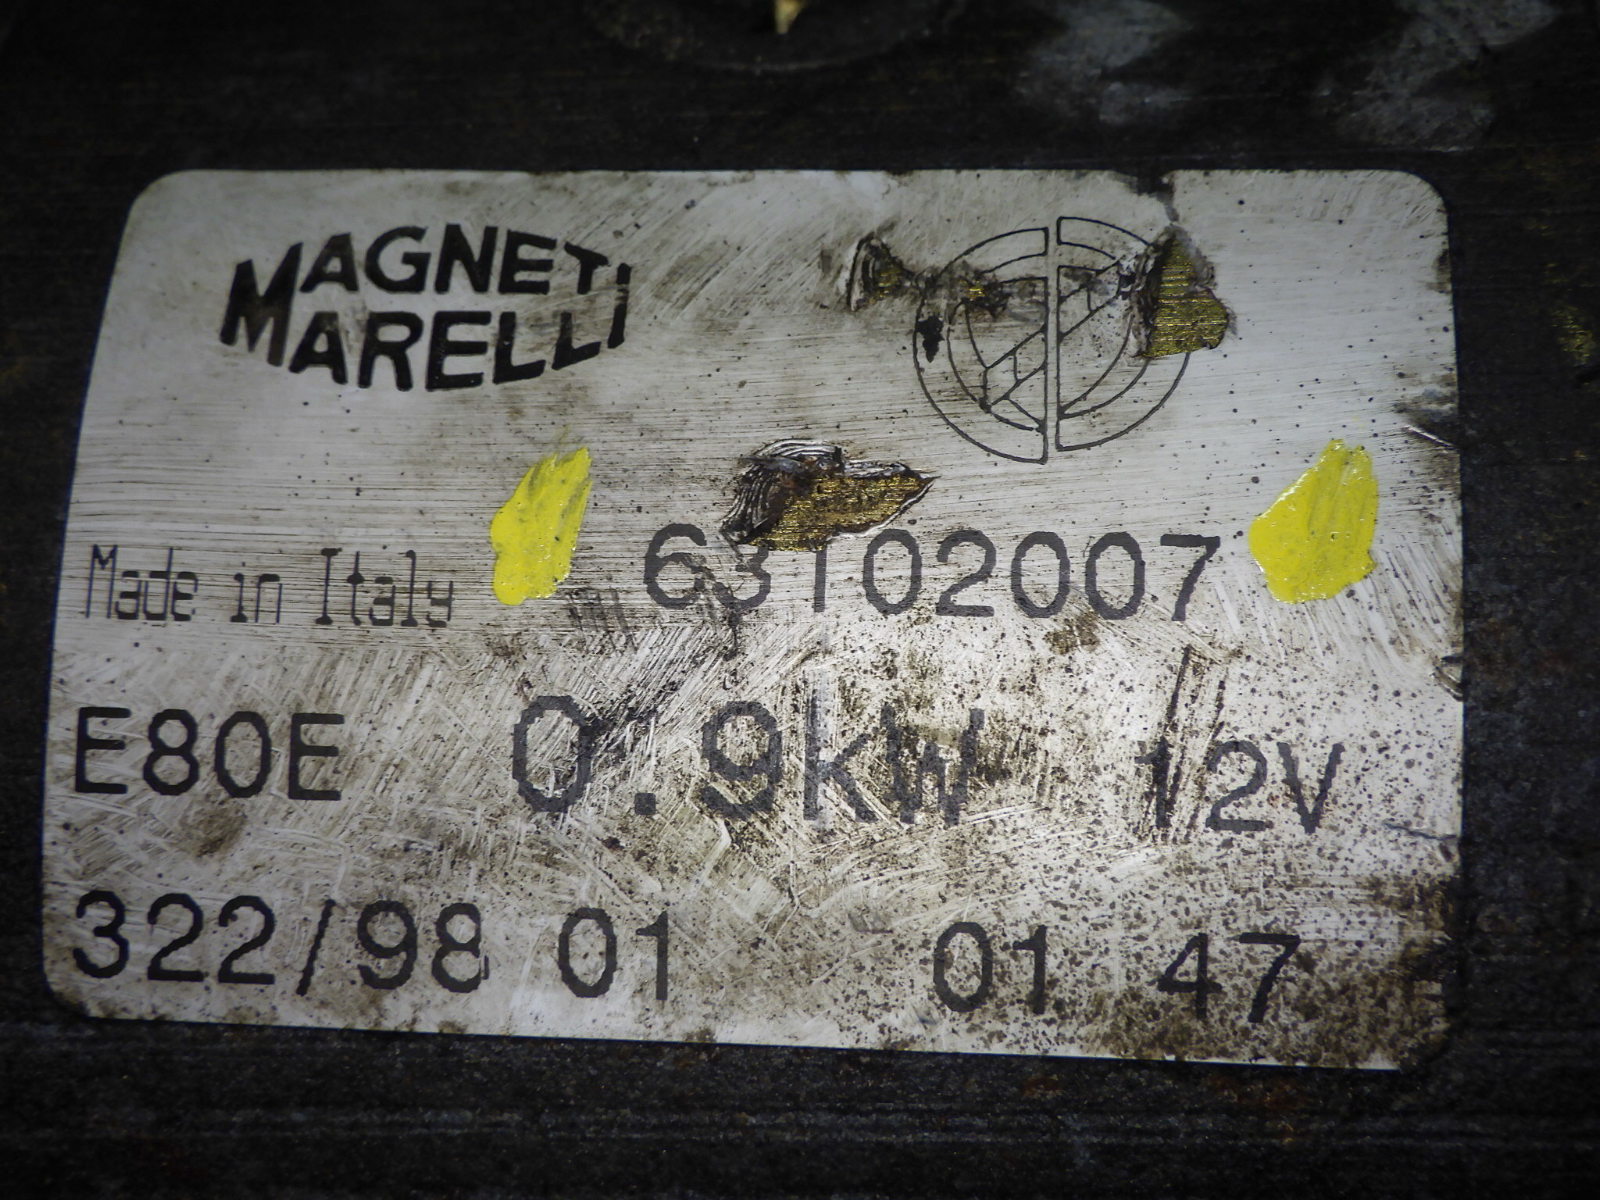 MAGNETI
MARELLI
Made in Italy 63102007
E80E 0.9kW 12V
322/98 01 01 47